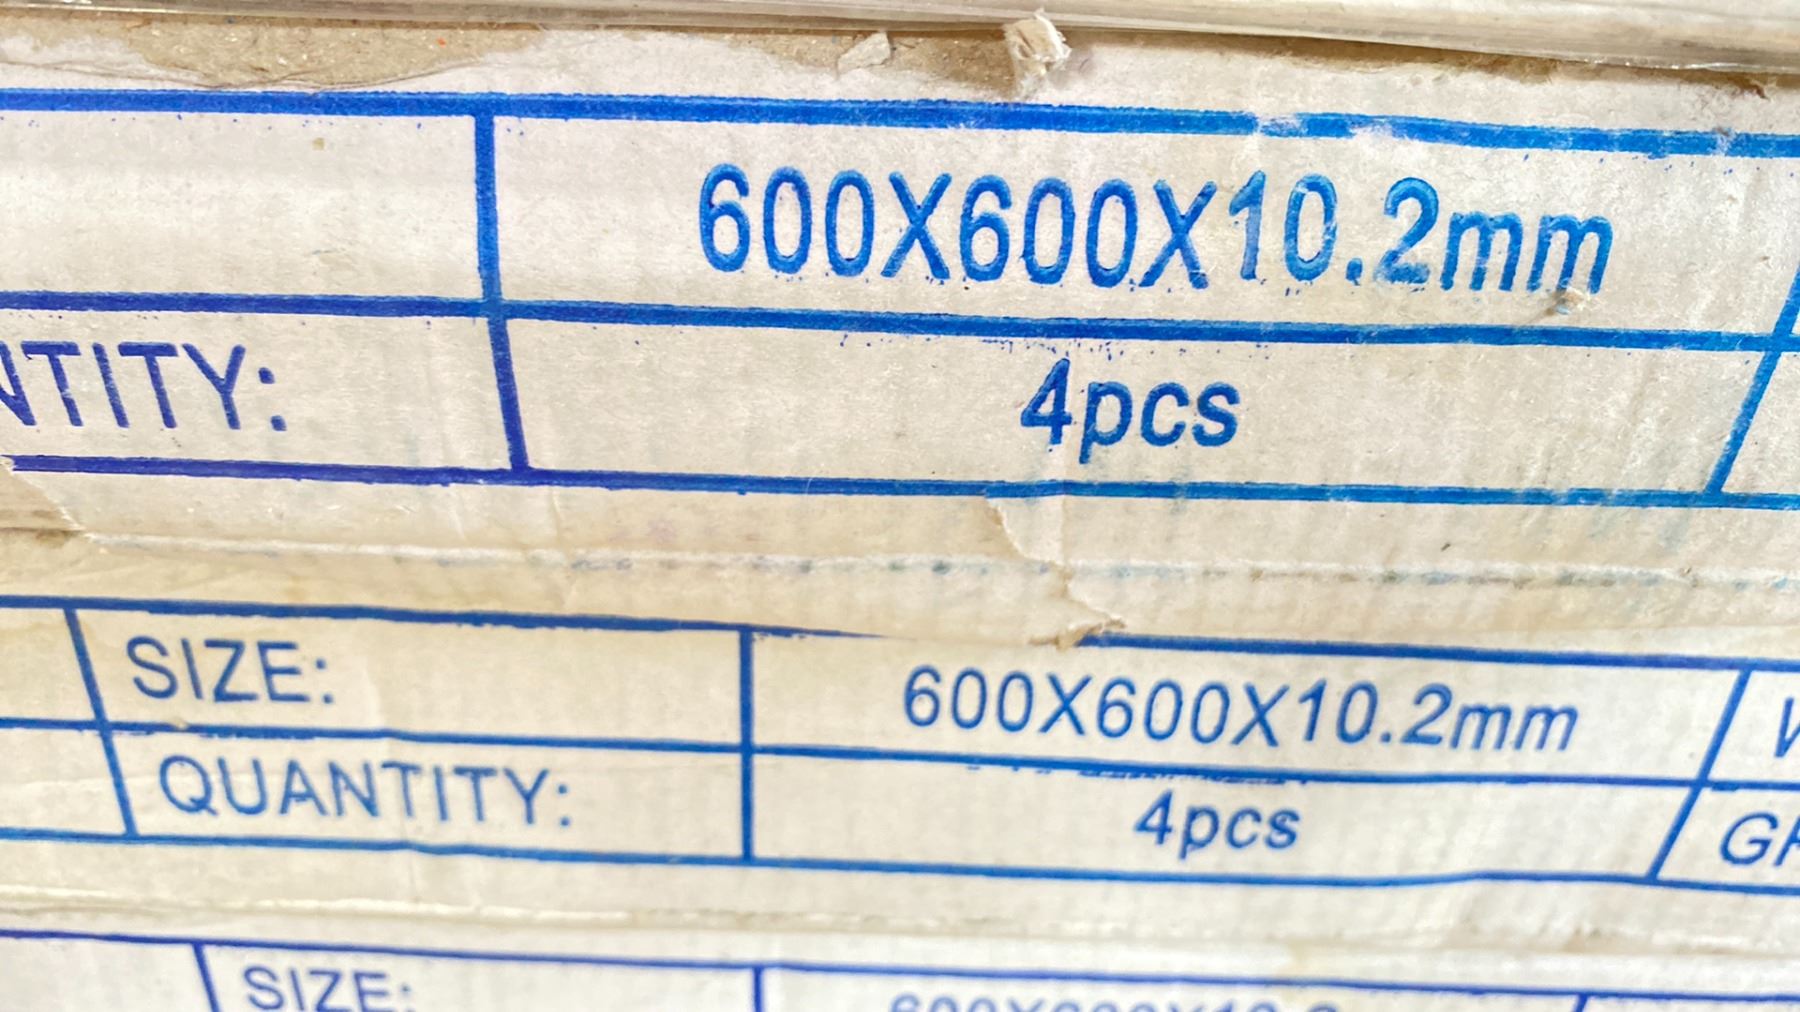 600X600X10.2mm
NTITY: 4pcs
SIZE: 600X600X10.2mm
QUANTITY: 4pcs
SIZE: